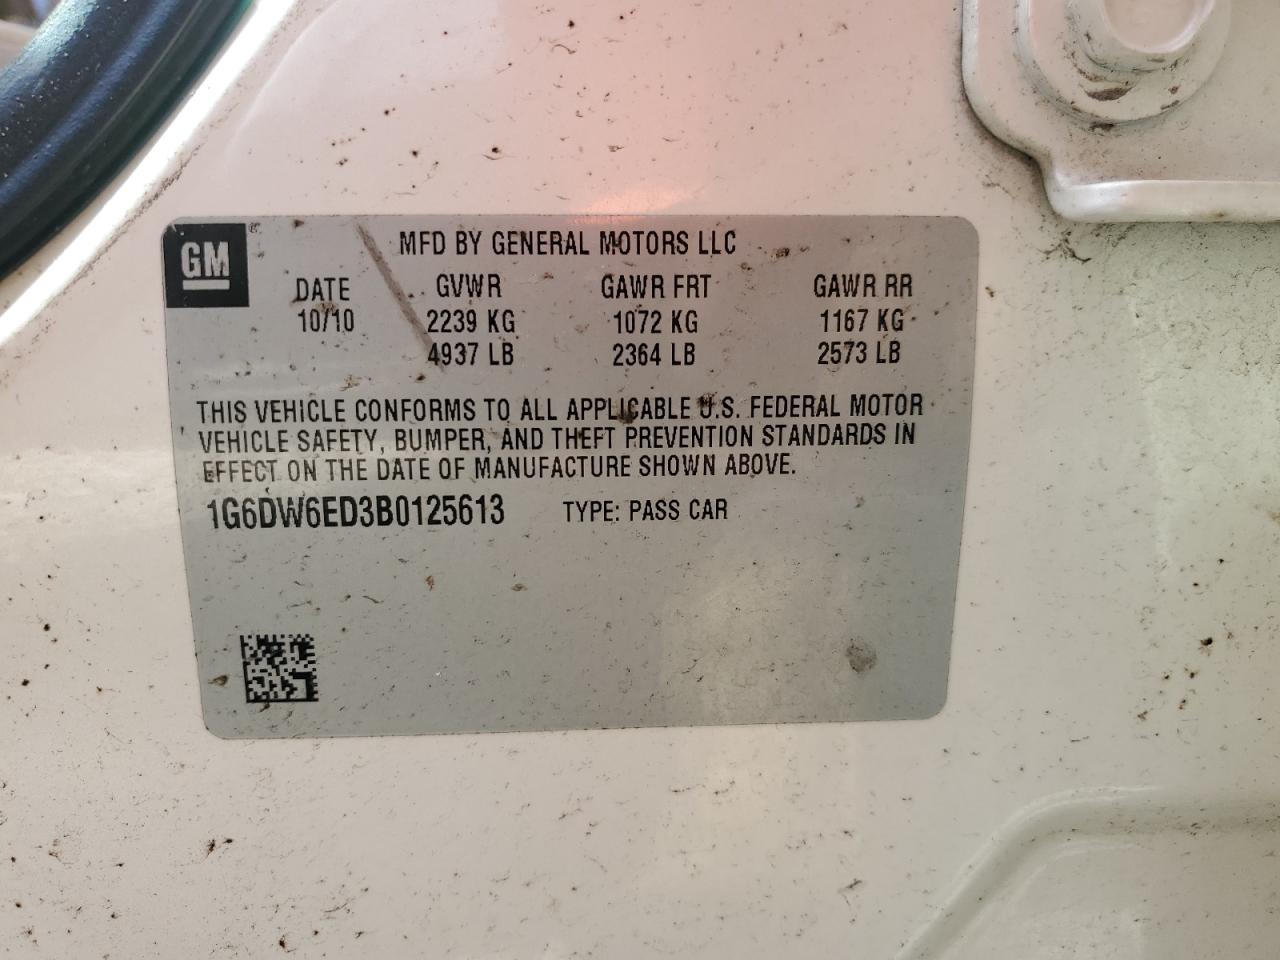 GM ®
MFD BY GENERAL MOTORS LLC
DATE GVWR GAWR FRT GAWR RR
10/10 2239 KG 1072 KG 1167 KG
4937 LB 2364 LB 2573 LB
THIS VEHICLE CONFORMS TO ALL APPLICABLE U.S. FEDERAL MOTOR
VEHICLE SAFETY, BUMPER, AND THEFT PREVENTION STANDARDS IN
EFFECT ON THE DATE OF MANUFACTURE SHOWN ABOVE.
1G6DW6ED3B0125613 TYPE: PASS CAR